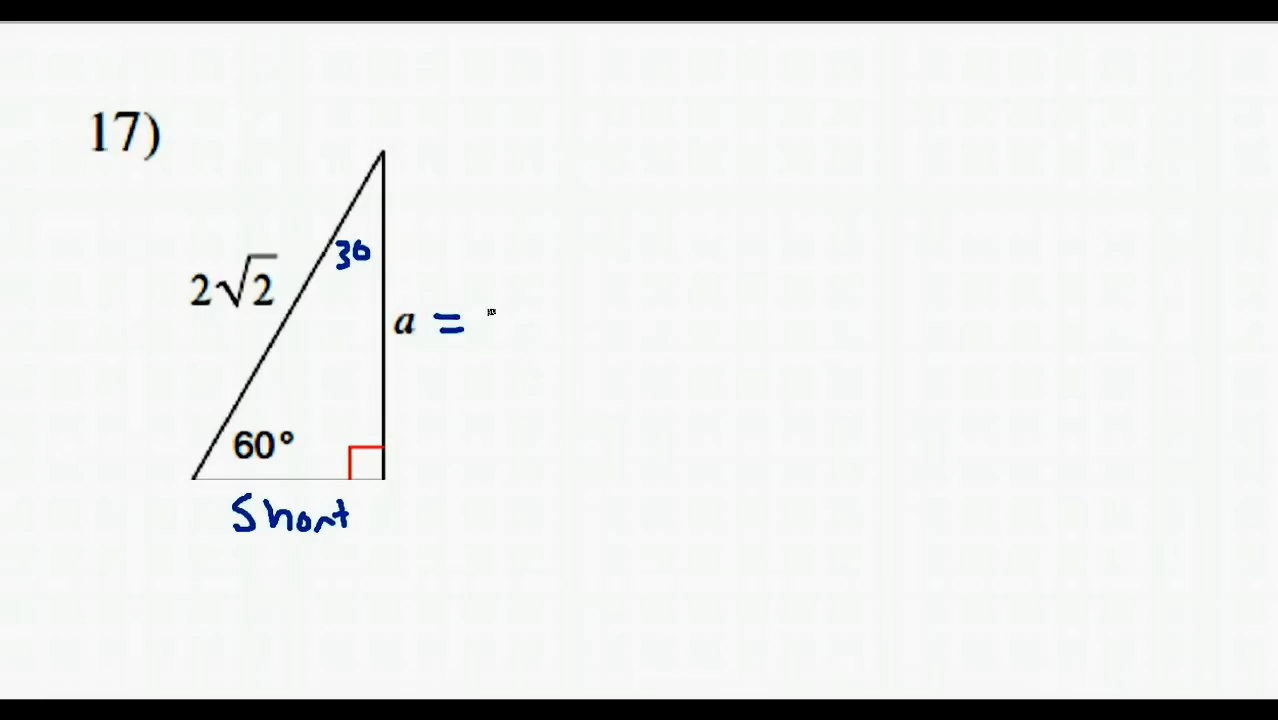 17)
30
2√2
a =
60°
Short